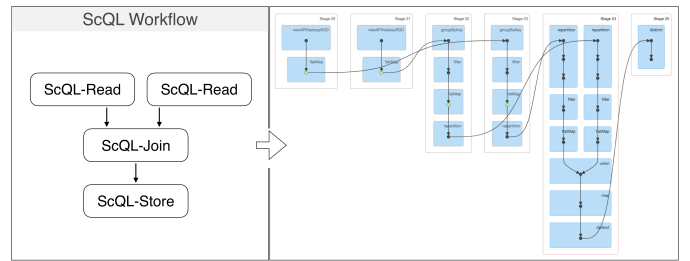 ScQL Workflow
ScQL-Read
ScQL-Read
ScQL-Join
ScQL-Store
Stage 20
newAPIHadoopRDD
flatMap
Stage 21
newAPIHadoopRDD
flatMap
Stage 22
groupByKey
filter
flatMap
repartition
Stage 23
groupByKey
filter
flatMap
repartition
Stage 24
repartition
repartition
filter
filter
flatMap
flatMap
union
map
distinct
Stage 25
distinct